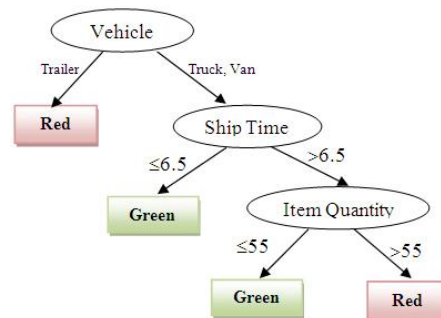 Vehicle
Trailer
Truck, Van
Red
Ship Time
≤6.5
>6.5
Green
Item Quantity
≤55
>55
Green
Red